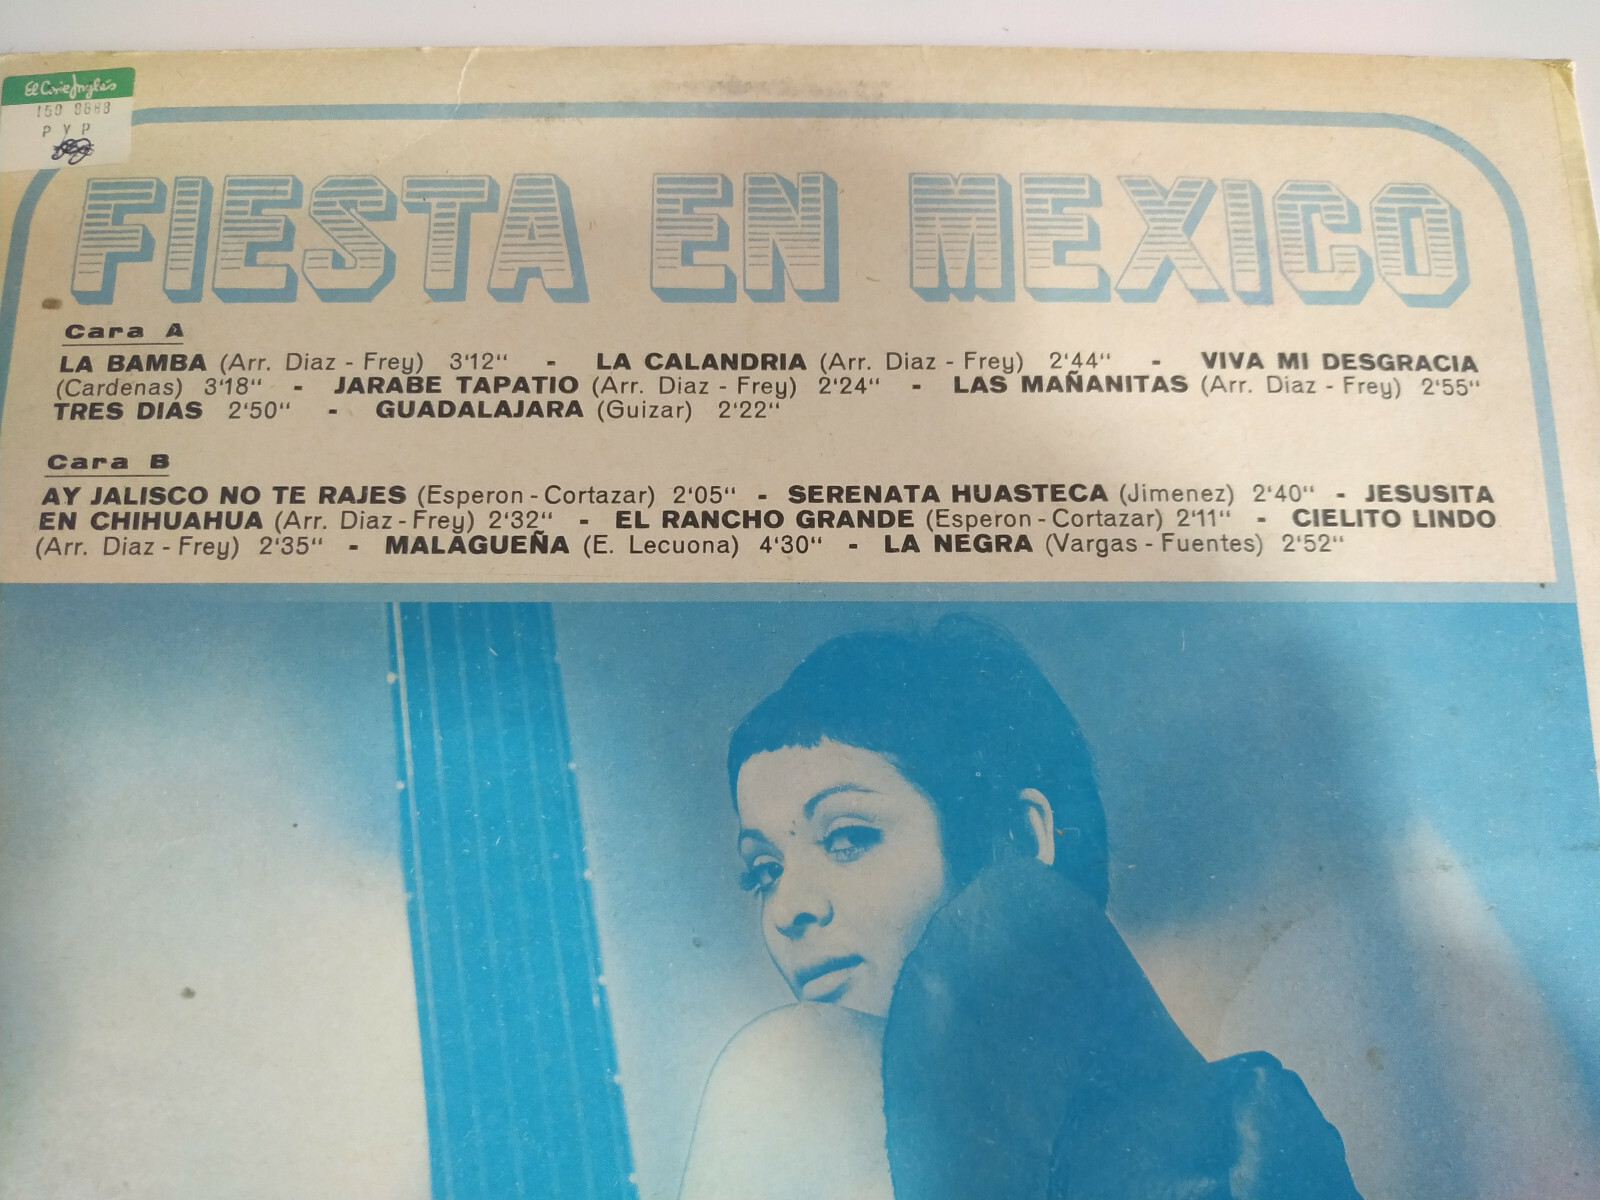 El Corte Inglés
150 8888
P Y P
FIESTA EN MEXICO
Cara A
LA BAMBA (Arr. Diaz - Frey) 3'12" - LA CALANDRIA (Arr. Diaz - Frey) 2'44" - VIVA MI DESGRACIA
(Cardenas) 3'18" - JARABE TAPATIO (Arr. Diaz - Frey) 2'24" - LAS MAÑANITAS (Arr. Diaz - Frey) 2'55"
TRES DIAS 2'50" - GUADALAJARA (Guizar) 2'22"
Cara B
AY JALISCO NO TE RAJES (Esperon - Cortazar) 2'05" - SERENATA HUASTECA (Jimenez) 2'40" - JESUSITA
EN CHIHUAHUA (Arr. Diaz - Frey) 2'32" - EL RANCHO GRANDE (Esperon - Cortazar) 2'11" - CIELITO LINDO
(Arr. Diaz - Frey) 2'35" - MALAGUEÑA (E. Lecuona) 4'30" - LA NEGRA (Vargas - Fuentes) 2'52"